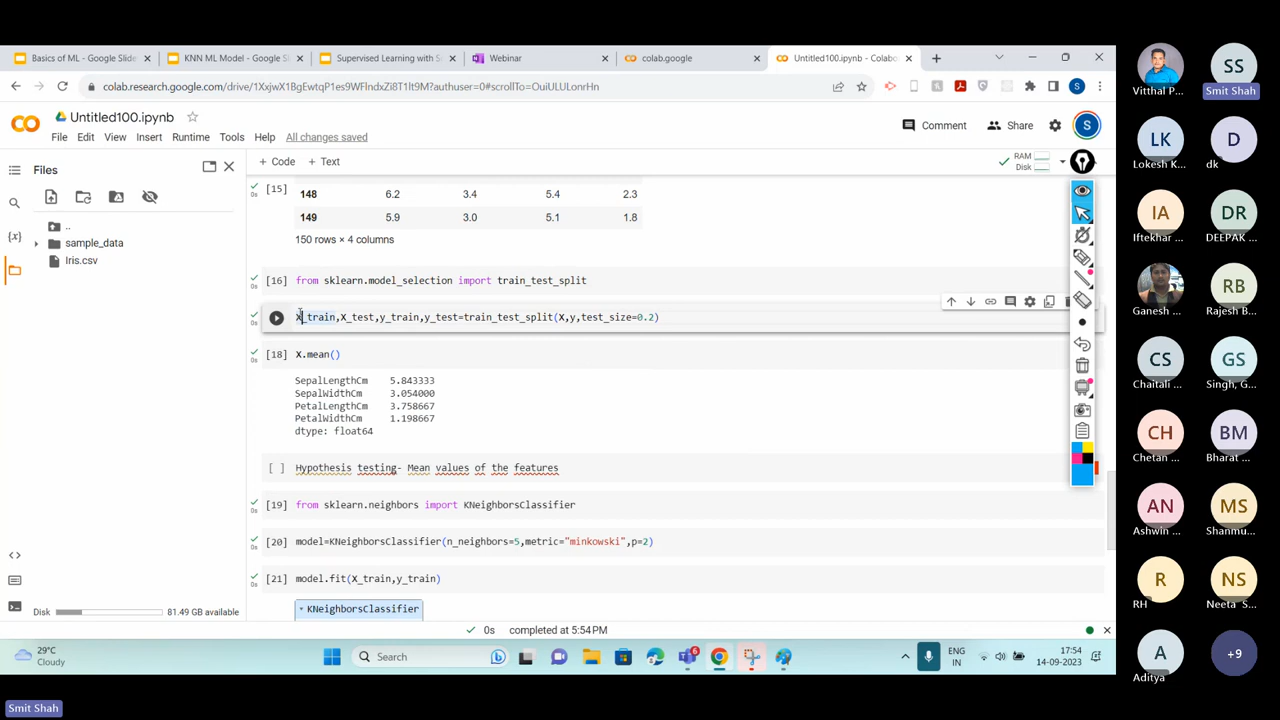 Basics of ML - Google Slide
KNN ML Model - Google Sl
Supervised Learning with S
Webinar
colab.google
Untitled100.ipynb - Colabo
colab.research.google.com/drive/1XxjwX1BgEwtqP1es9WFIndxZi8T1It9M?authuser=0#scrollTo=OuiULULonrHn
Untitled100.ipynb
File Edit View Insert Runtime Tools Help All changes saved
Comment
Share
S
Files
+ Code + Text
RAM
Disk
..
sample_data
Iris.csv
[15]
148 6.2 3.4 5.4 2.3
149 5.9 3.0 5.1 1.8
150 rows × 4 columns
[16] from sklearn.model_selection import train_test_split
X_train,X_test,y_train,y_test=train_test_split(X,y,test_size=0.2)
[18] X.mean()
SepalLengthCm 5.843333
SepalWidthCm 3.054000
PetalLengthCm 3.758667
PetalWidthCm 1.198667
dtype: float64
[ ] Hypothesis testing- Mean values of the features
[19] from sklearn.neighbors import KNeighborsClassifier
[20] model=KNeighborsClassifier(n_neighbors=5,metric="minkowski",p=2)
[21] model.fit(X_train,y_train)
KNeighborsClassifier
Disk 81.49 GB available
0s completed at 5:54 PM
29°C
Cloudy
Search
6
ENG
IN
17:54
14-09-2023
Vitthal P...
SS
Smit Shah
LK
Lokesh K...
D
dk
IA
Iftekhar ...
DR
DEEPAK ...
Ganesh ...
RB
Rajesh B...
CS
Chaitali ...
GS
Singh, G...
CH
Chetan ...
BM
Bharat ...
AN
Ashwin ...
MS
Shanmu...
R
RH
NS
Neeta S...
A
Aditya
+9
Smit Shah